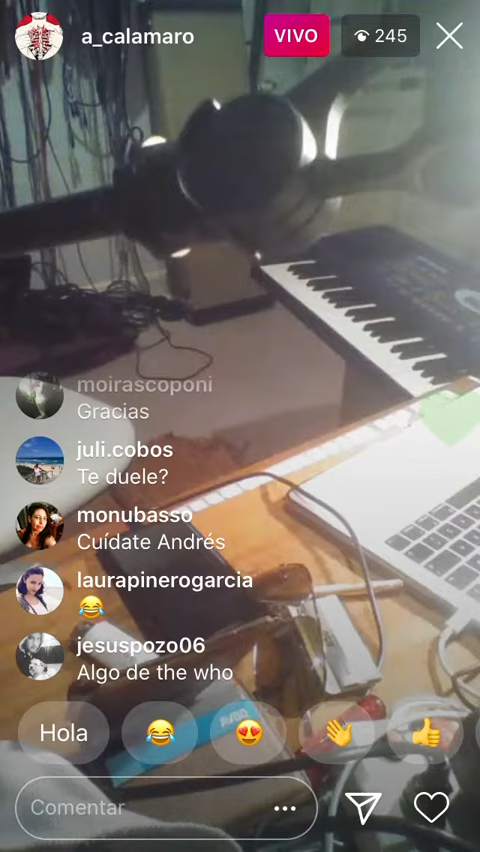 a_calamaro
VIVO
245
moirascoponi
Gracias
juli.cobos
Te duele?
monubasso
Cuídate Andrés
laurapinerogarcia
😂
jesuspozo06
Algo de the who
Hola 😂 😍 👋 👍
Comentar